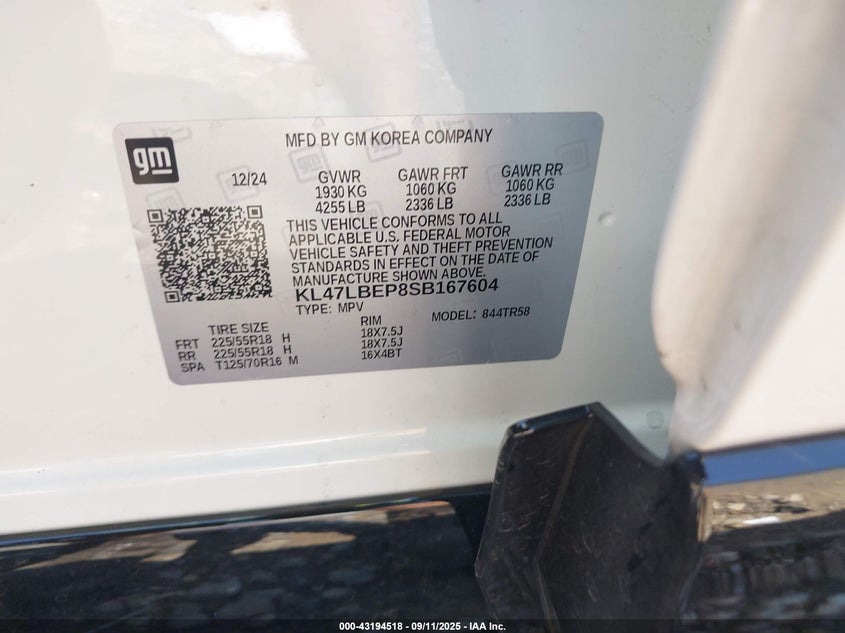 gm
MFD BY GM KOREA COMPANY
12/24
GVWR GAWR FRT GAWR RR
1930 KG 1060 KG 1060 KG
4255 LB 2336 LB 2336 LB
THIS VEHICLE CONFORMS TO ALL
APPLICABLE U.S. FEDERAL MOTOR
VEHICLE SAFETY AND THEFT PREVENTION
STANDARDS IN EFFECT ON THE DATE OF
MANUFACTURE SHOWN ABOVE.
KL47LBEP8SB167604
TYPE: MPV MODEL: 844TR58
TIRE SIZE RIM
FRT 225/55R18 H 18X7.5J
RR 225/55R18 H 18X7.5J
SPA T125/70R16 M 16X4BT
000-43194518 - 09/11/2025 - IAA Inc.